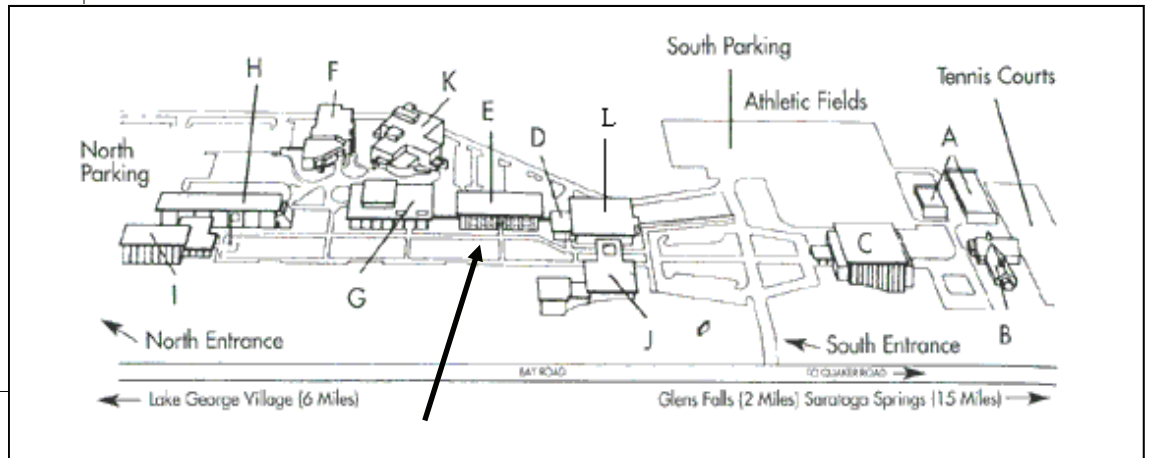 South Parking
H
F
K
E
L
D
Athletic Fields
Tennis Courts
A
North
Parking
C
I
G
J
B
North Entrance
South Entrance
BAY ROAD
TO QUAKER ROAD
Lake George Village (6 Miles)
Glens Falls (2 Miles) Saratoga Springs (15 Miles)